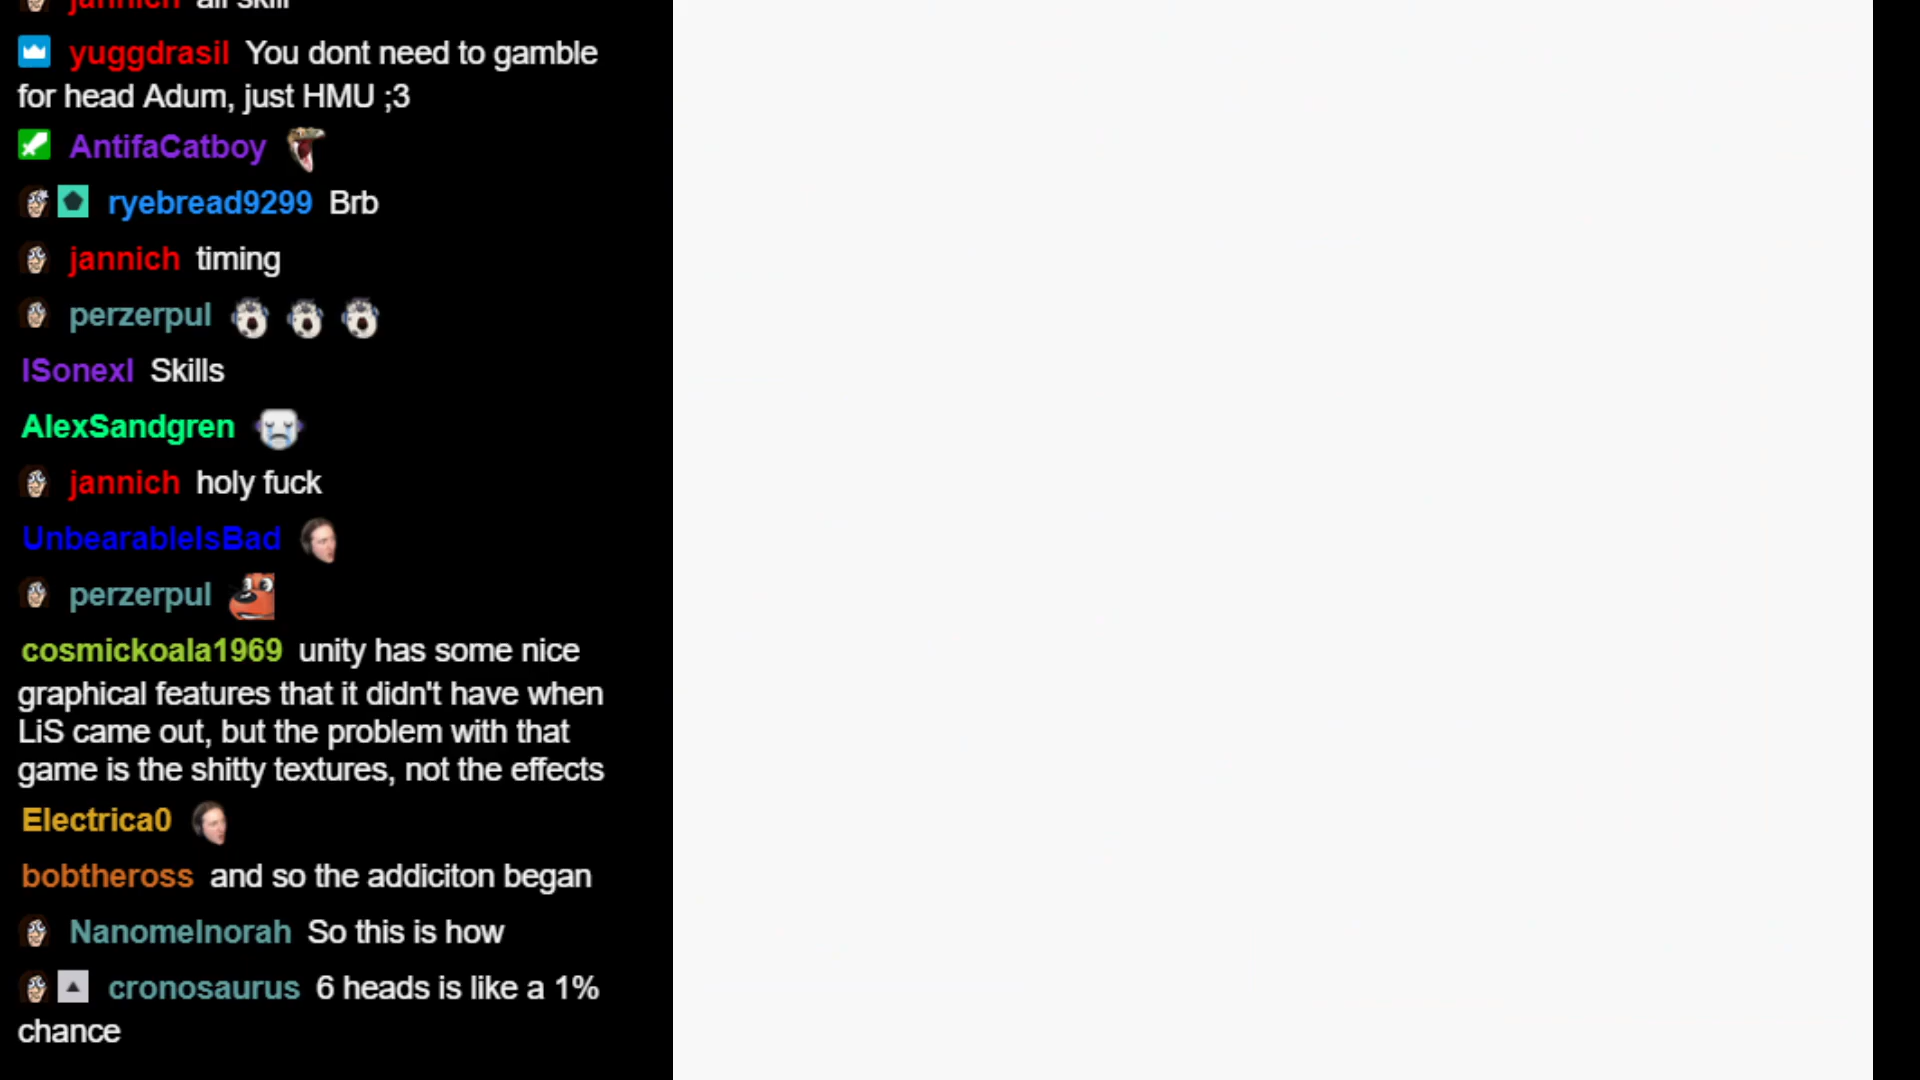 jannich all skill
yuggdrasil You dont need to gamble
for head Adum, just HMU ;3
AntifaCatboy
ryebread9299 Brb
jannich timing
perzerpul
ISonexI Skills
AlexSandgren
jannich holy fuck
UnbearableIsBad
perzerpul
cosmickoala1969 unity has some nice
graphical features that it didn't have when
LiS came out, but the problem with that
game is the shitty textures, not the effects
Electrica0
bobtheross and so the addiciton began
NanomeInorah So this is how
cronosaurus 6 heads is like a 1%
chance